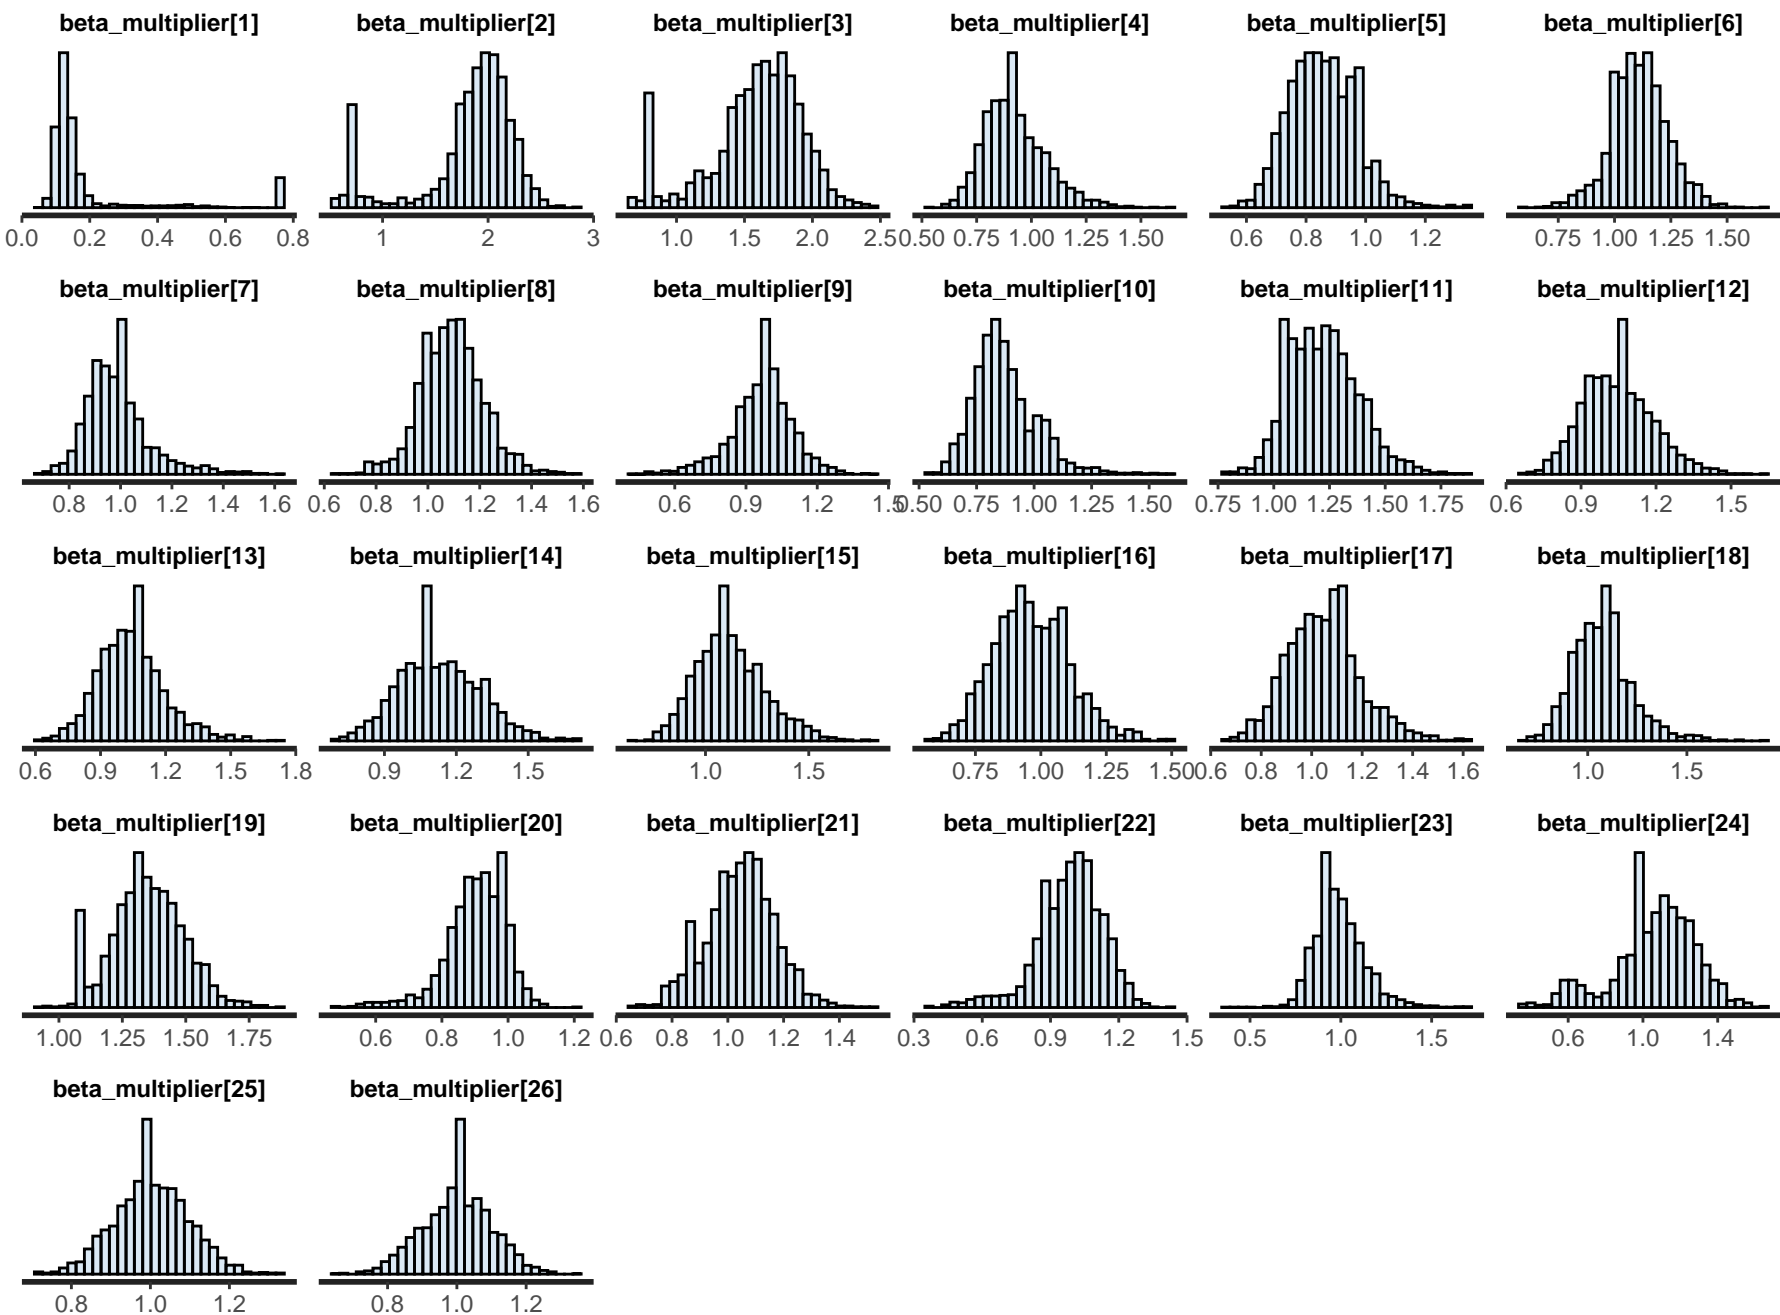 beta_multiplier[1] beta_multiplier[2] beta_multiplier[3] beta_multiplier[4] beta_multiplier[5] beta_multiplier[6]
0.0 0.2 0.4 0.6 0.8 1 2 3 1.0 1.5 2.0 2.5 0.50 0.75 1.00 1.25 1.50 0.6 0.8 1.0 1.2 0.75 1.00 1.25 1.50
beta_multiplier[7] beta_multiplier[8] beta_multiplier[9] beta_multiplier[10] beta_multiplier[11] beta_multiplier[12]
0.8 1.0 1.2 1.4 1.6 0.6 0.8 1.0 1.2 1.4 1.6 0.6 0.9 1.2 1.5 0.50 0.75 1.00 1.25 1.50 0.75 1.00 1.25 1.50 1.75 0.6 0.9 1.2 1.5
beta_multiplier[13] beta_multiplier[14] beta_multiplier[15] beta_multiplier[16] beta_multiplier[17] beta_multiplier[18]
0.6 0.9 1.2 1.5 1.8 0.9 1.2 1.5 1.0 1.5 0.75 1.00 1.25 1.50 0.6 0.8 1.0 1.2 1.4 1.6 1.0 1.5
beta_multiplier[19] beta_multiplier[20] beta_multiplier[21] beta_multiplier[22] beta_multiplier[23] beta_multiplier[24]
1.00 1.25 1.50 1.75 0.6 0.8 1.0 1.2 0.6 0.8 1.0 1.2 1.4 0.3 0.6 0.9 1.2 1.5 0.5 1.0 1.5 0.6 1.0 1.4
beta_multiplier[25] beta_multiplier[26]
0.8 1.0 1.2 0.8 1.0 1.2